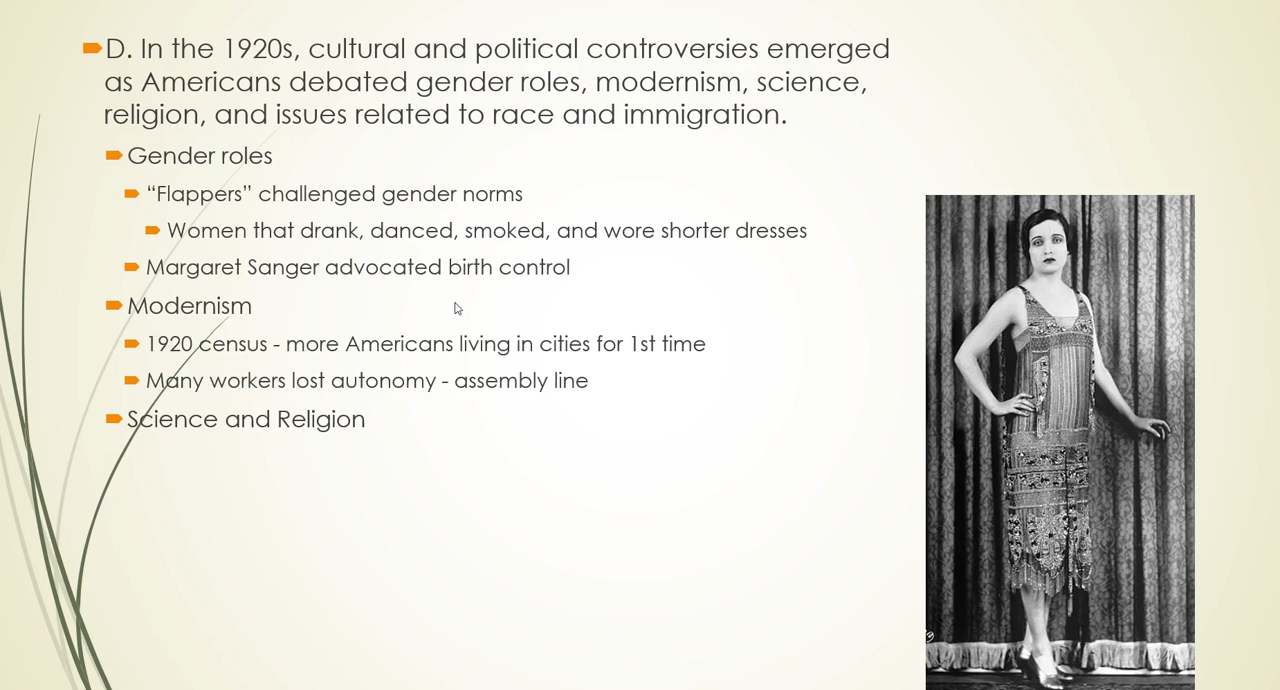 D. In the 1920s, cultural and political controversies emerged
as Americans debated gender roles, modernism, science,
religion, and issues related to race and immigration.
Gender roles
“Flappers” challenged gender norms
Women that drank, danced, smoked, and wore shorter dresses
Margaret Sanger advocated birth control
Modernism
1920 census - more Americans living in cities for 1st time
Many workers lost autonomy - assembly line
Science and Religion